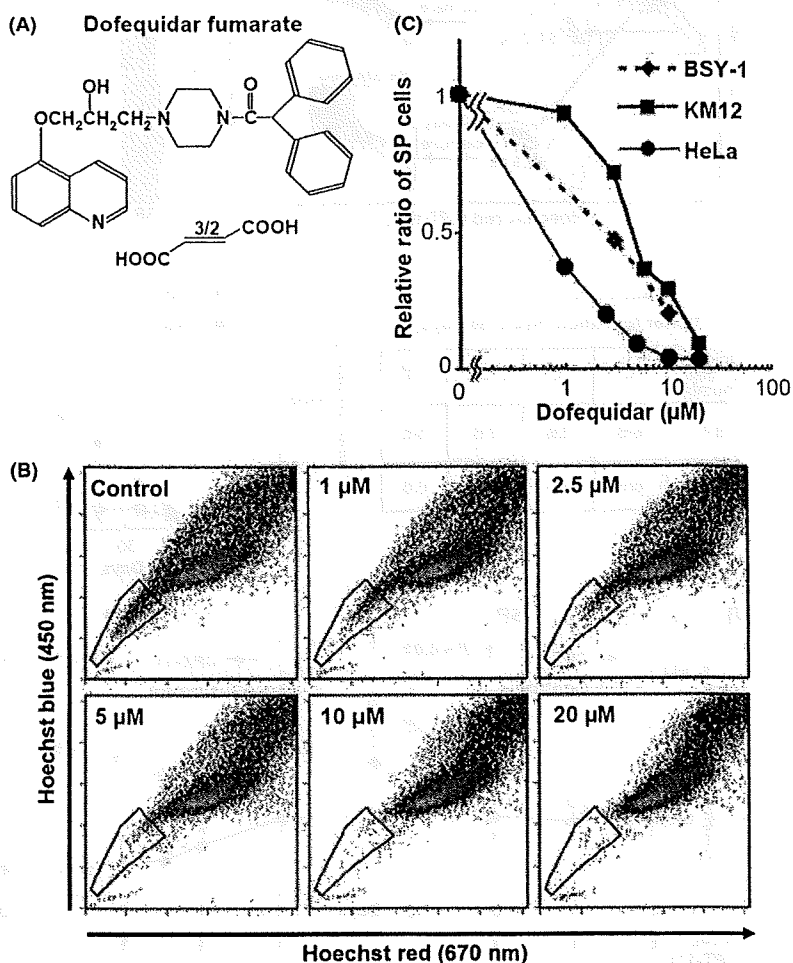 (A) Dofequidar fumarate
OH
O
OCH₂CHCH₂
N
N
N
3/2
COOH
HOOC
(C)
BSY-1
KM12
HeLa
Relative ratio of SP cells
1
0.5
0
0 1 10 100
Dofequidar (µM)
(B)
Control
1 µM
2.5 µM
5 µM
10 µM
20 µM
Hoechst blue (450 nm)
Hoechst red (670 nm)